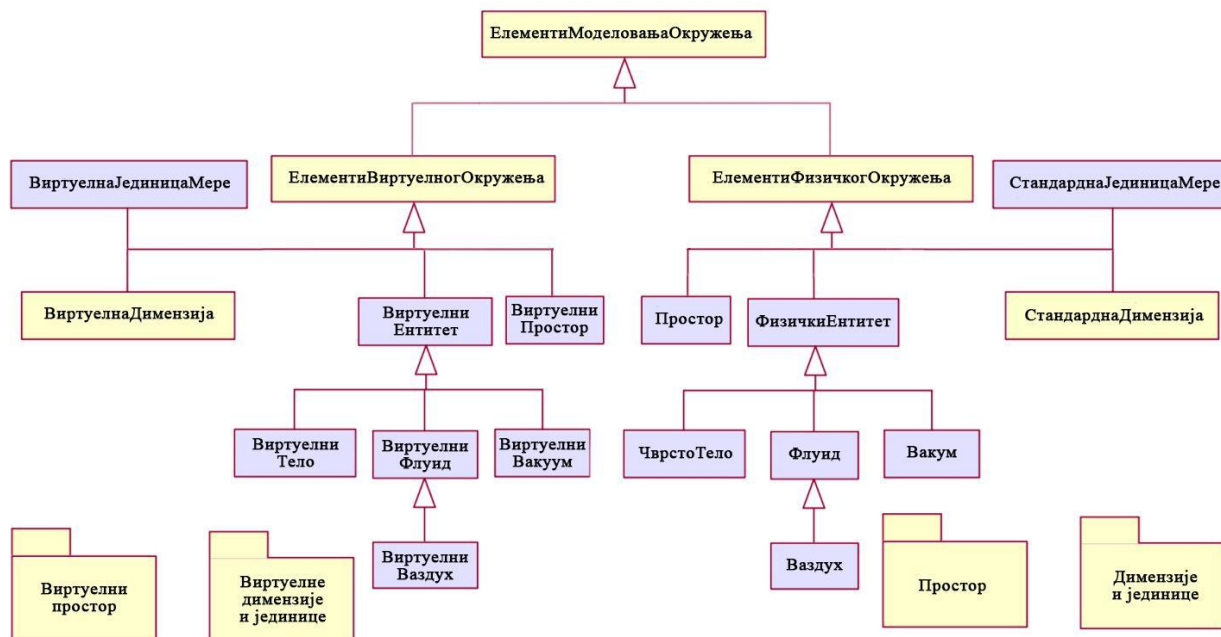 ЕлементиМоделовањаОкружења
ВиртуелнаЈединицаМере
ЕлементиВиртуелногОкружења
ЕлементиФизичкогОкружења
СтандарднаЈединицаМере
ВиртуелнаДимензија
Виртуелни
Ентитет
Виртуелни
Простор
Простор
ФизичкиЕнтитет
СтандарднаДимензија
Виртуелни
Тело
Виртуелни
Флуид
Виртуелни
Вакуум
ЧврстоТело
Флуид
Вакум
Виртуелни
Ваздух
Ваздух
Виртуелни
простор
Виртуелне
димензије
и јединице
Простор
Димензије
и јединице